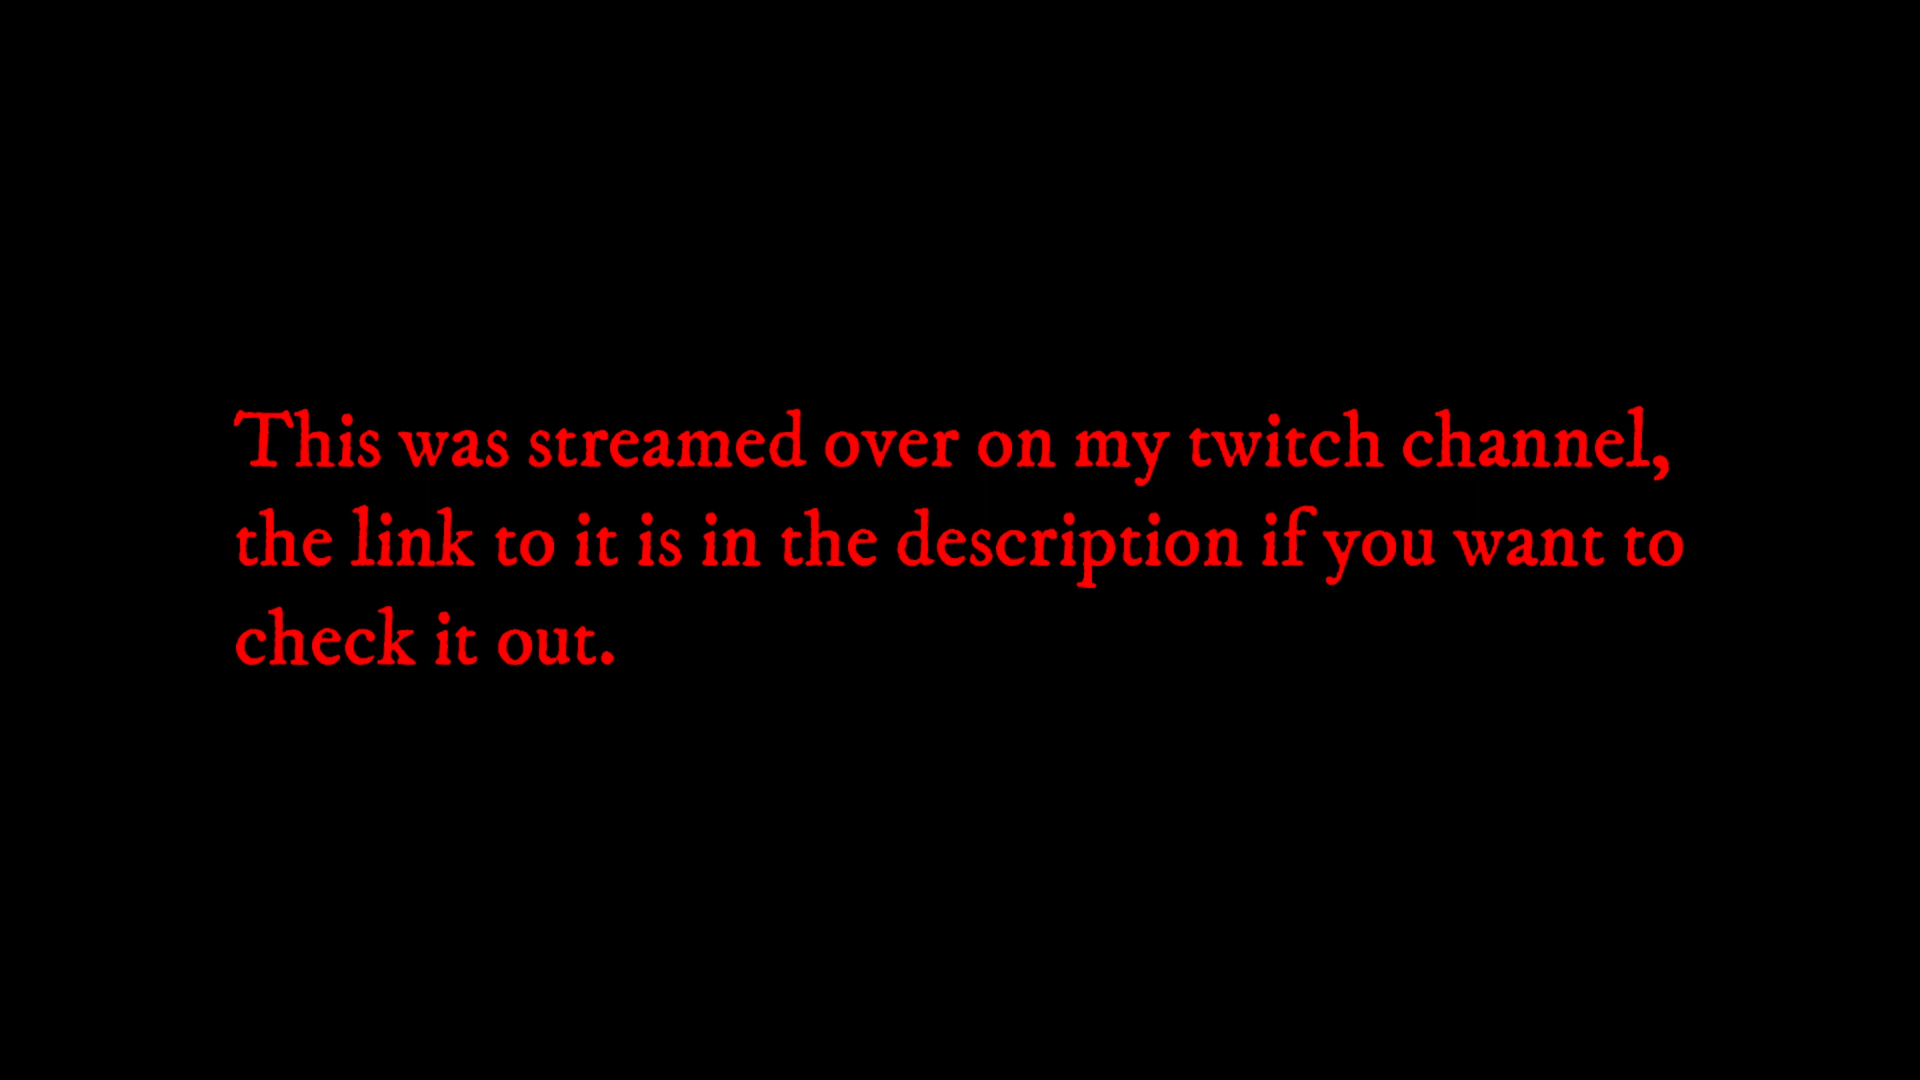 This was streamed over on my twitch channel,
the link to it is in the description if you want to
check it out.